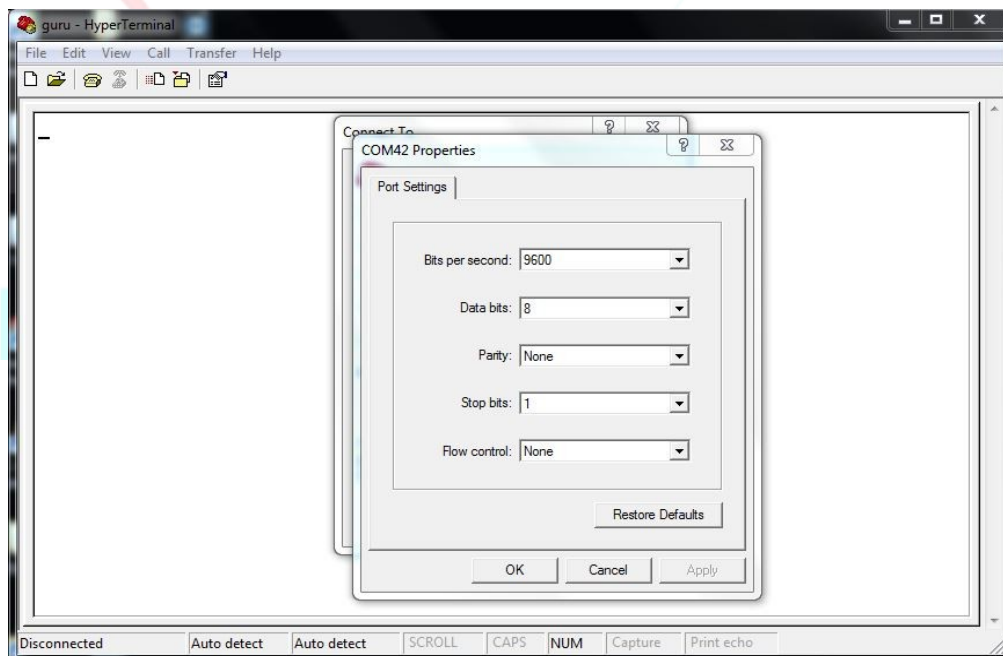 guru - HyperTerminal
File Edit View Call Transfer Help
Connect To
COM42 Properties
Port Settings
Bits per second: 9600
Data bits: 8
Parity: None
Stop bits: 1
Flow control: None
Restore Defaults
OK Cancel Apply
Disconnected Auto detect Auto detect SCROLL CAPS NUM Capture Print echo